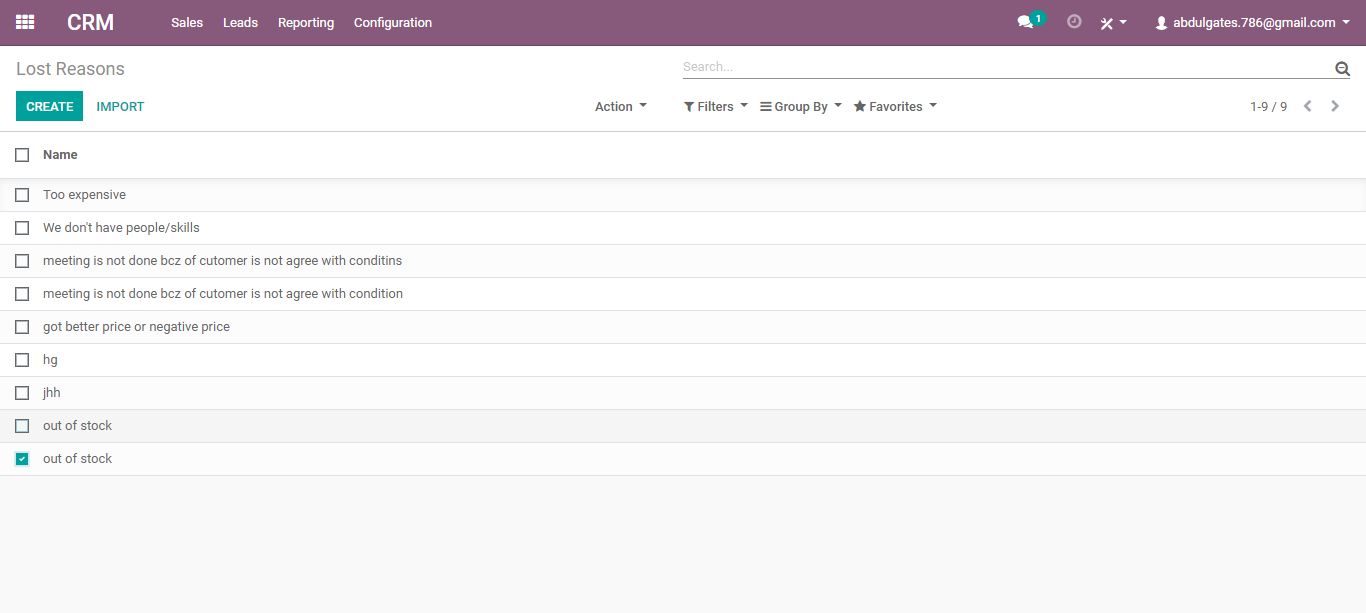 CRM Sales Leads Reporting Configuration 1 abdulgates.786@gmail.com
Lost Reasons Search...
CREATE IMPORT Action Filters Group By Favorites 1-9 / 9
Name
Too expensive
We don't have people/skills
meeting is not done bcz of cutomer is not agree with conditins
meeting is not done bcz of cutomer is not agree with condition
got better price or negative price
hg
jhh
out of stock
out of stock